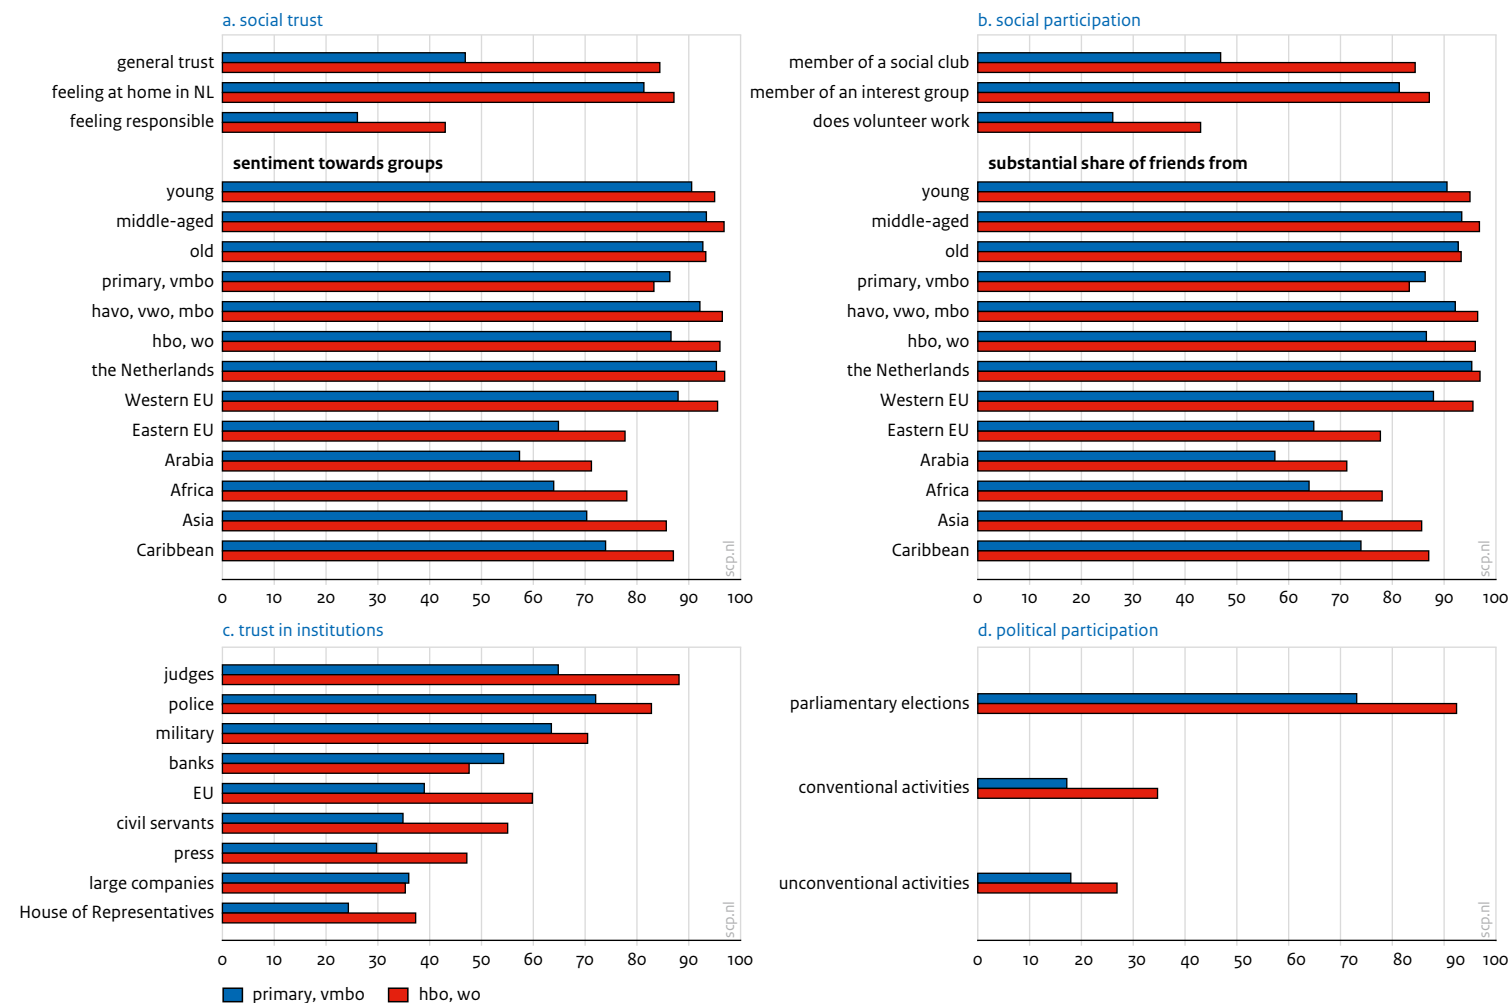 a. social trust
general trust
feeling at home in NL
feeling responsible
sentiment towards groups
young
middle-aged
old
primary, vmbo
havo, vwo, mbo
hbo, wo
the Netherlands
Western EU
Eastern EU
Arabia
Africa
Asia
Caribbean
scp.nl
0 10 20 30 40 50 60 70 80 90 100
b. social participation
member of a social club
member of an interest group
does volunteer work
substantial share of friends from
young
middle-aged
old
primary, vmbo
havo, vwo, mbo
hbo, wo
the Netherlands
Western EU
Eastern EU
Arabia
Africa
Asia
Caribbean
scp.nl
0 10 20 30 40 50 60 70 80 90 100
c. trust in institutions
judges
police
military
banks
EU
civil servants
press
large companies
House of Representatives
scp.nl
0 10 20 30 40 50 60 70 80 90 100
d. political participation
parliamentary elections
conventional activities
unconventional activities
scp.nl
0 10 20 30 40 50 60 70 80 90 100
primary, vmbo hbo, wo